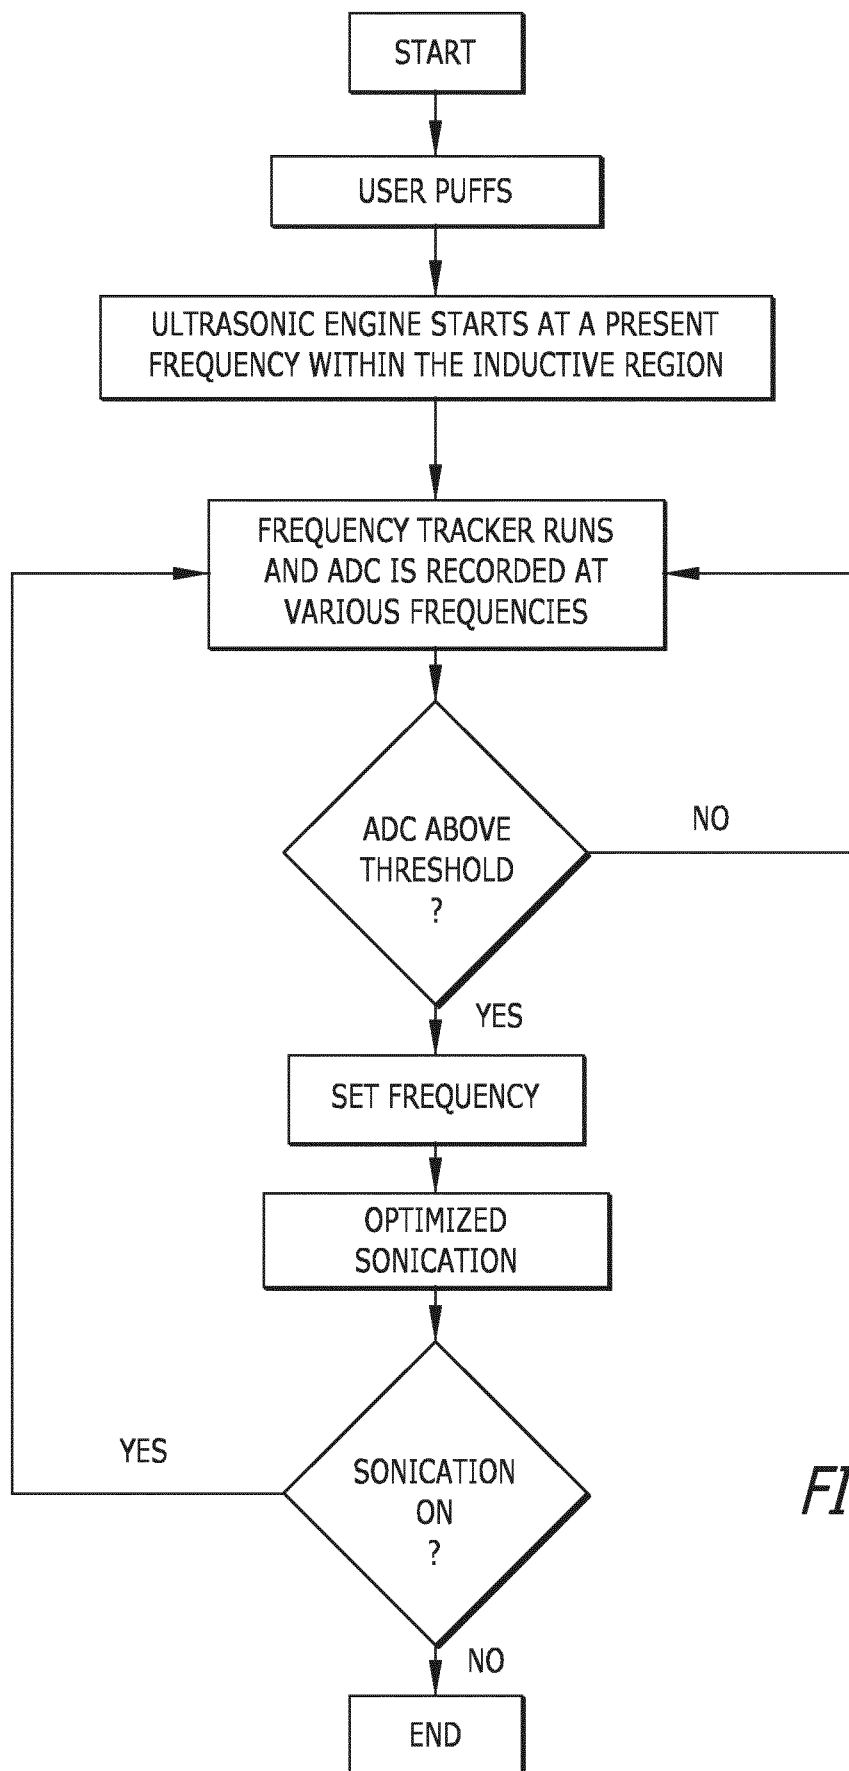 START
USER PUFFS
ULTRASONIC ENGINE STARTS AT A PRESENT
FREQUENCY WITHIN THE INDUCTIVE REGION
FREQUENCY TRACKER RUNS
AND ADC IS RECORDED AT
VARIOUS FREQUENCIES
ADC ABOVE
THRESHOLD
?
NO
YES
SET FREQUENCY
OPTIMIZED
SONICATION
YES
SONICATION
ON
?
NO
END